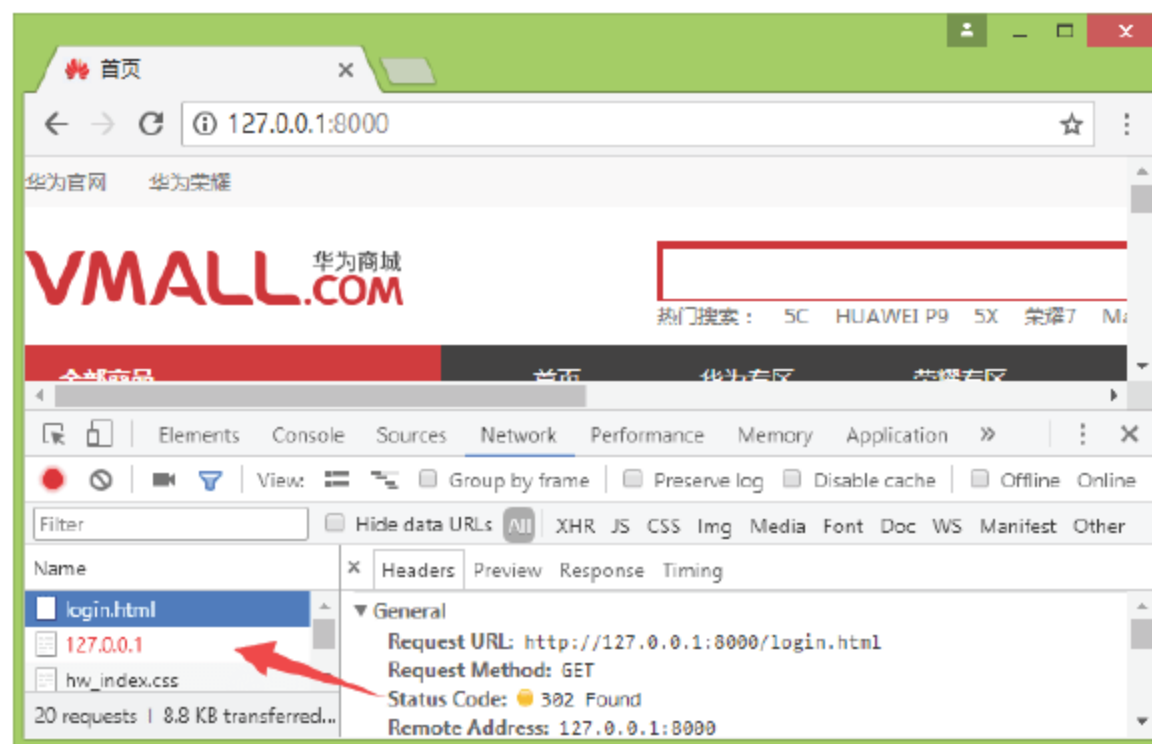 首页
127.0.0.1:8000
华为官网 华为荣耀
VMALL.COM 华为商城
热门搜索： 5C HUAWEI P9 5X 荣耀7 Ma
全部商品 首页 华为专区 荣耀专区
Elements Console Sources Network Performance Memory Application »
View: Group by frame Preserve log Disable cache Offline Online
Filter Hide data URLs All XHR JS CSS Img Media Font Doc WS Manifest Other
Name × Headers Preview Response Timing
login.html
127.0.0.1
hw_index.css
20 requests | 8.8 KB transferred...
▼ General
Request URL: http://127.0.0.1:8000/login.html
Request Method: GET
Status Code: 302 Found
Remote Address: 127.0.0.1:8000